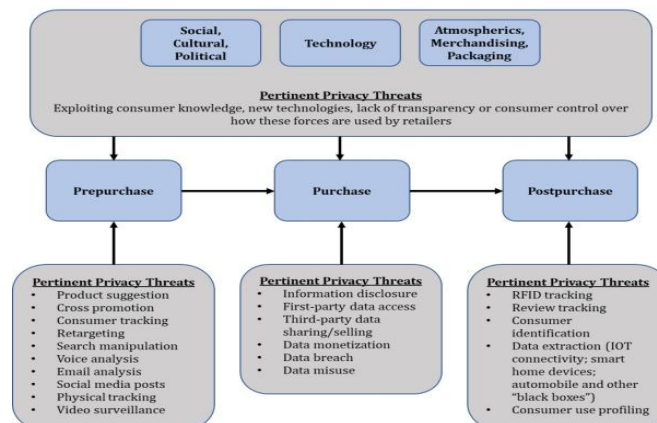 Social,
Cultural,
Political
Technology
Atmospherics,
Merchandising,
Packaging
Pertinent Privacy Threats
Exploiting consumer knowledge, new technologies, lack of transparency or consumer control over
how these forces are used by retailers
Prepurchase
Purchase
Postpurchase
Pertinent Privacy Threats
• Product suggestion
• Cross promotion
• Consumer tracking
• Retargeting
• Search manipulation
• Voice analysis
• Email analysis
• Social media posts
• Physical tracking
• Video surveillance
Pertinent Privacy Threats
• Information disclosure
• First-party data access
• Third-party data
sharing/selling
• Data monetization
• Data breach
• Data misuse
Pertinent Privacy Threats
• RFID tracking
• Review tracking
• Consumer
identification
• Data extraction (IOT
connectivity; smart
home devices;
automobile and other
"black boxes")
• Consumer use profiling